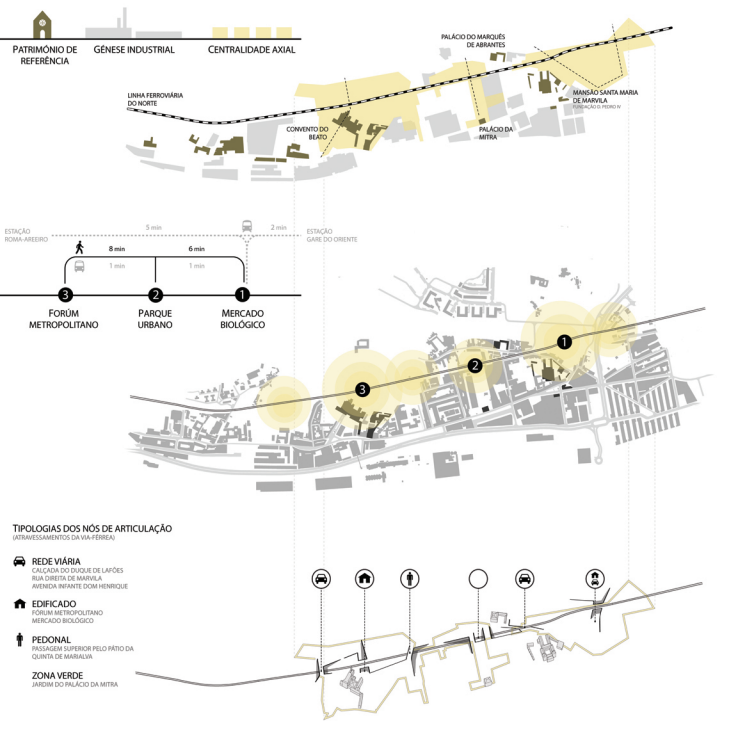 PATRIMÓNIO DE
REFERÊNCIA
GÉNESE INDUSTRIAL
CENTRALIDADE AXIAL
PALÁCIO DO MARQUÊS
DE ABRANTES
LINHA FERROVIÁRIA
DO NORTE
MANSÃO SANTA MARIA
DE MARVILA
FUNDAÇÃO D. PEDRO IV
CONVENTO DO
BEATO
PALÁCIO DA
MITRA
5 min
2 min
ESTAÇÃO
ROMA-AREEIRO
ESTAÇÃO
GARE DO ORIENTE
8 min
6 min
1 min
1 min
3
2
1
FORÚM
METROPOLITANO
PARQUE
URBANO
MERCADO
BIOLÓGICO
1
2
3
TIPOLOGIAS DOS NÓS DE ARTICULAÇÃO
(ATRAVESSAMENTOS DA VIA-FÉRREA)
REDE VIÁRIA
CALÇADA DO DUQUE DE LAFÕES
RUA DIREITA DE MARVILA
AVENIDA INFANTE DOM HENRIQUE
EDIFICADO
FÓRUM METROPOLITANO
MERCADO BIOLÓGICO
PEDONAL
PASSAGEM SUPERIOR PELO PÁTIO DA
QUINTA DE MARIALVA
ZONA VERDE
JARDIM DO PALÁCIO DA MITRA